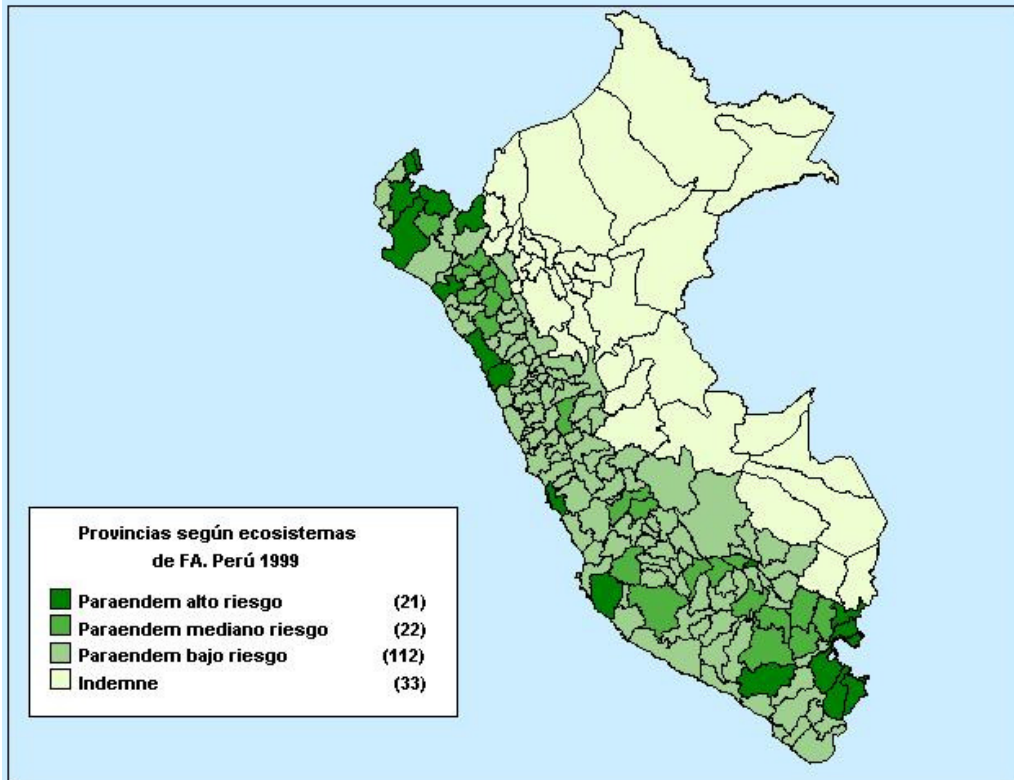 Provincias según ecosistemas
de FA. Perú 1999
Paraendem alto riesgo (21)
Paraendem mediano riesgo (22)
Paraendem bajo riesgo (112)
Indemne (33)